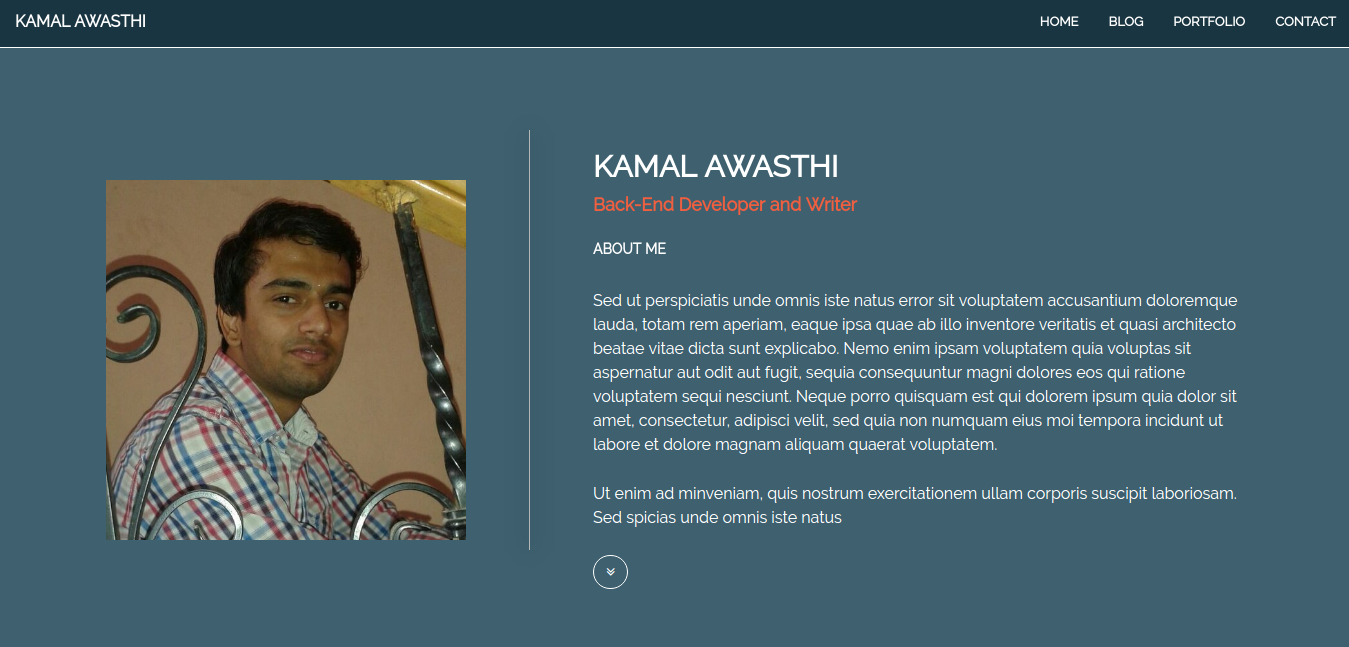 KAMAL AWASTHI
HOME BLOG PORTFOLIO CONTACT
KAMAL AWASTHI
Back-End Developer and Writer
ABOUT ME
Sed ut perspiciatis unde omnis iste natus error sit voluptatem accusantium doloremque
lauda, totam rem aperiam, eaque ipsa quae ab illo inventore veritatis et quasi architecto
beatae vitae dicta sunt explicabo. Nemo enim ipsam voluptatem quia voluptas sit
aspernatur aut odit aut fugit, sequia consequuntur magni dolores eos qui ratione
voluptatem sequi nesciunt. Neque porro quisquam est qui dolorem ipsum quia dolor sit
amet, consectetur, adipisci velit, sed quia non numquam eius moi tempora incidunt ut
labore et dolore magnam aliquam quaerat voluptatem.
Ut enim ad minveniam, quis nostrum exercitationem ullam corporis suscipit laboriosam.
Sed spicias unde omnis iste natus